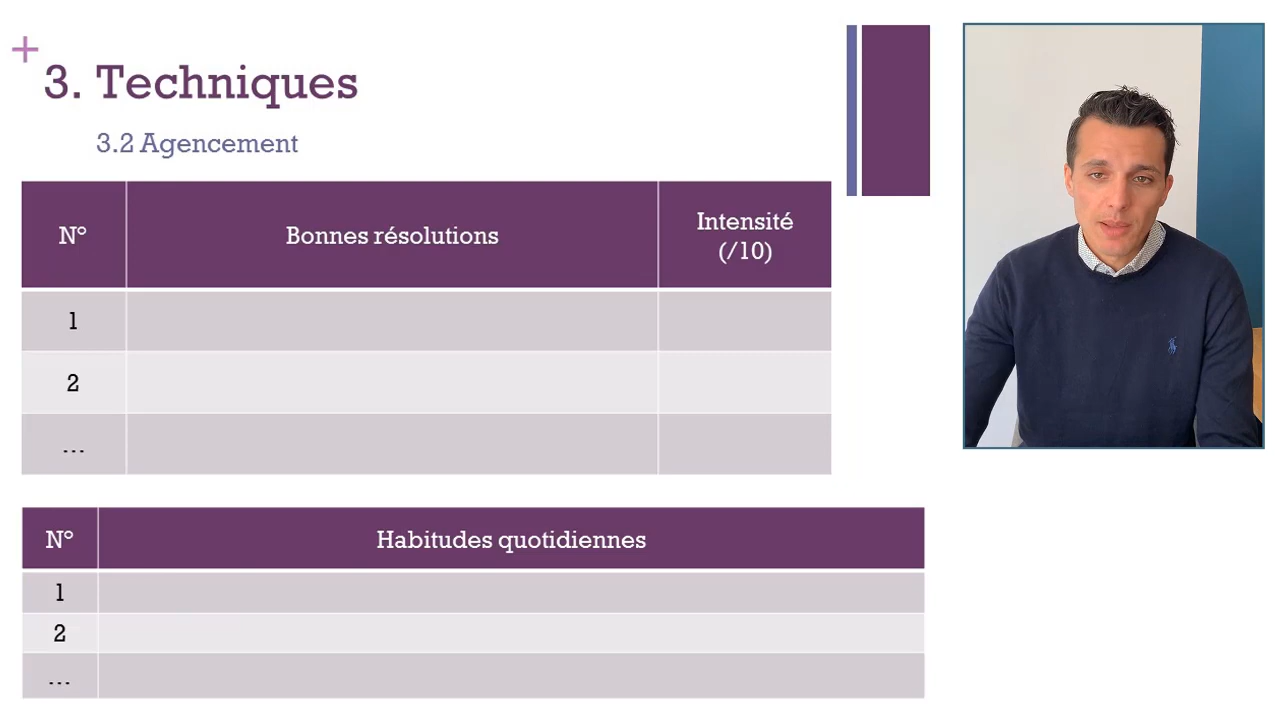 +
3. Techniques
3.2 Agencement
N° Bonnes résolutions Intensité
(/10)
1
2
...
N° Habitudes quotidiennes
1
2
...